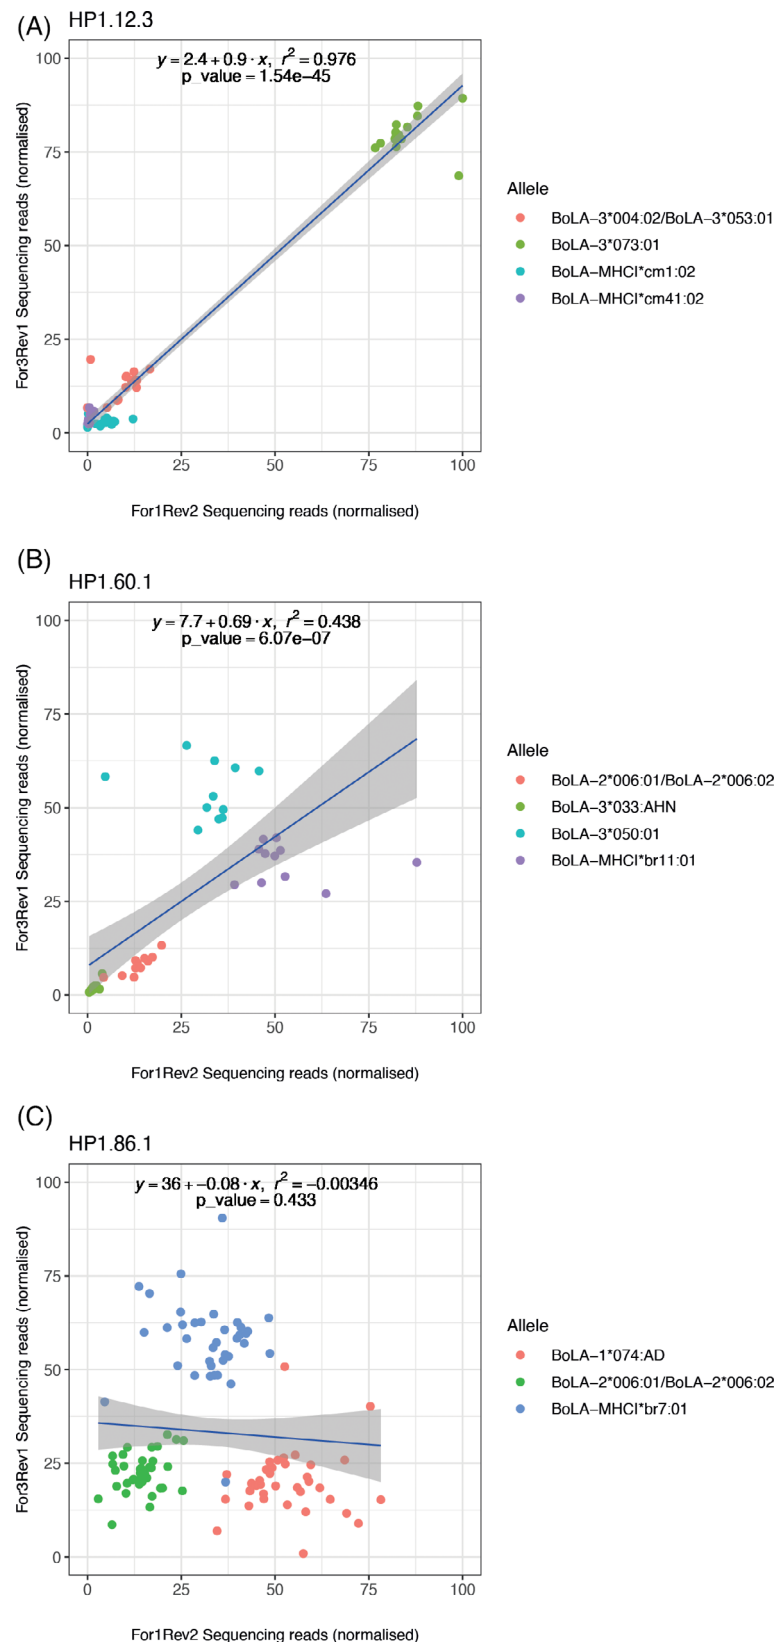 (A)
HP1.12.3
y = 2.4 + 0.9 · x, r² = 0.976
p_value = 1.54e−45
100
75
50
25
0
For3Rev1 Sequencing reads (normalised)
0 25 50 75 100
For1Rev2 Sequencing reads (normalised)
Allele
BoLA−3*004:02/BoLA−3*053:01
BoLA−3*073:01
BoLA−MHCI*cm1:02
BoLA−MHCI*cm41:02
(B)
HP1.60.1
y = 7.7 + 0.69 · x, r² = 0.438
p_value = 6.07e−07
100
75
50
25
0
For3Rev1 Sequencing reads (normalised)
0 25 50 75 100
For1Rev2 Sequencing reads (normalised)
Allele
BoLA−2*006:01/BoLA−2*006:02
BoLA−3*033:AHN
BoLA−3*050:01
BoLA−MHCI*br11:01
(C)
HP1.86.1
y = 36 + −0.08 · x, r² = −0.00346
p_value = 0.433
100
75
50
25
0
For3Rev1 Sequencing reads (normalised)
0 25 50 75 100
For1Rev2 Sequencing reads (normalised)
Allele
BoLA−1*074:AD
BoLA−2*006:01/BoLA−2*006:02
BoLA−MHCI*br7:01